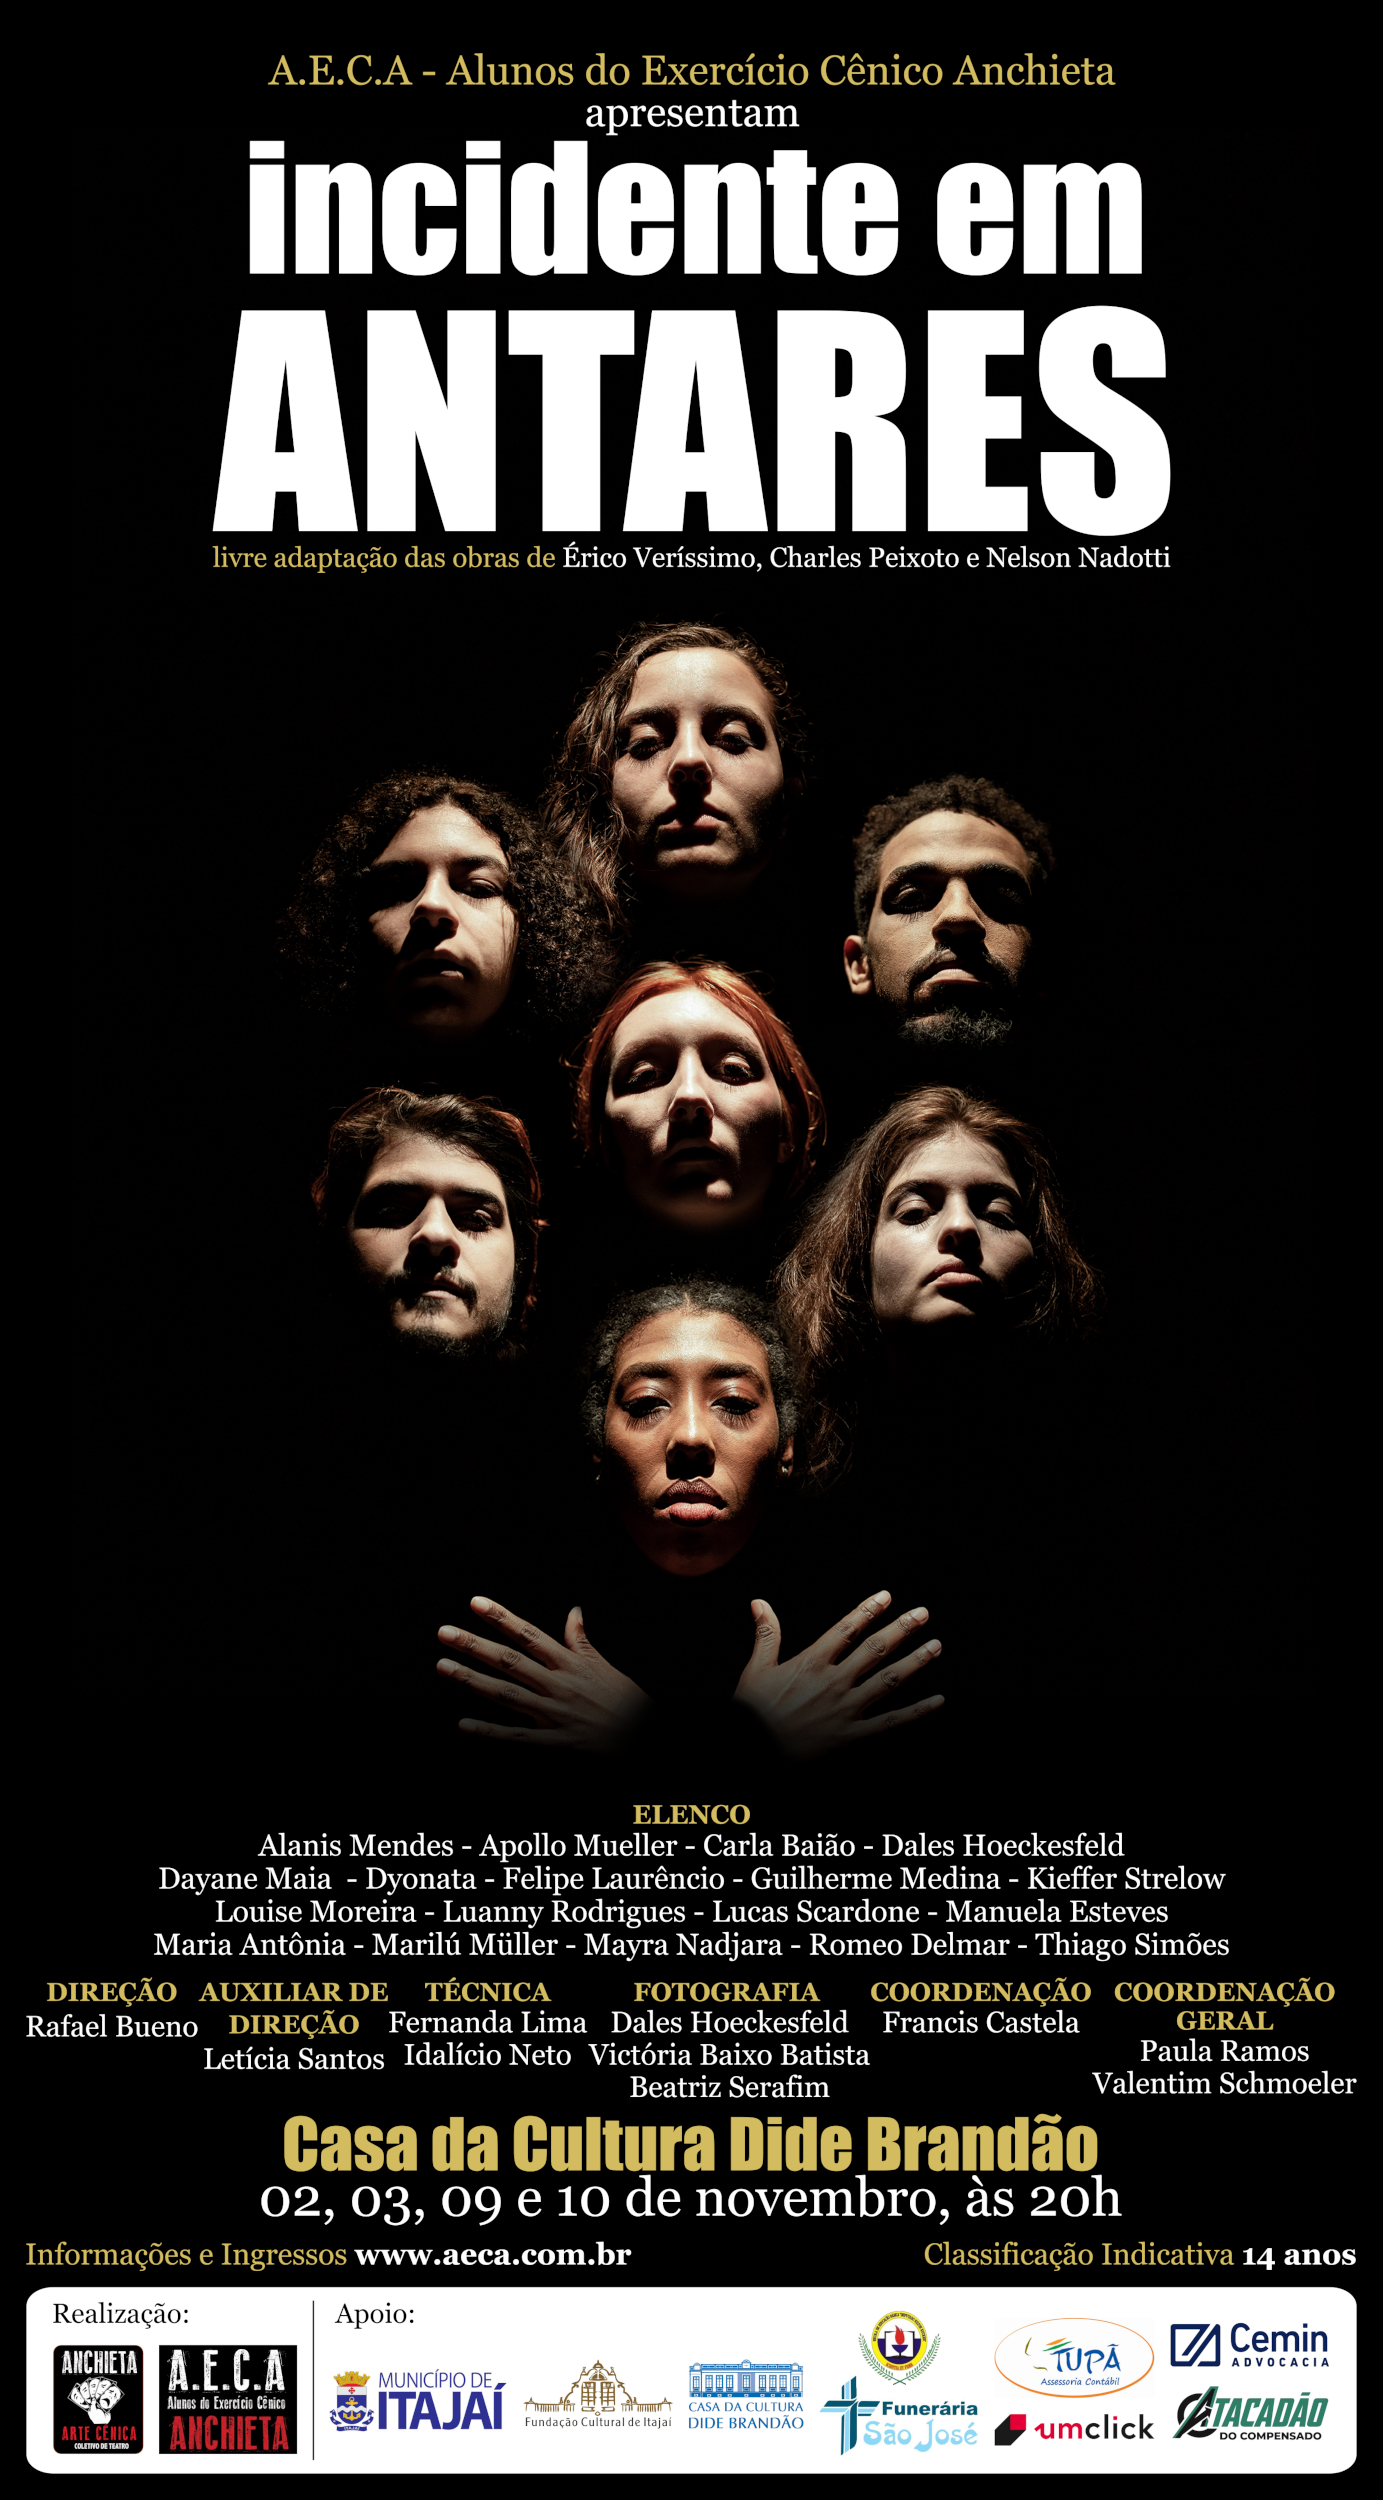 A.E.C.A - Alunos do Exercício Cênico Anchieta
apresentam
incidente em
ANTARES
livre adaptação das obras de Érico Veríssimo, Charles Peixoto e Nelson Nadotti
ELENCO
Alanis Mendes - Apollo Mueller - Carla Baião - Dales Hoeckesfeld
Dayane Maia - Dyonata - Felipe Laurêncio - Guilherme Medina - Kieffer Strelow
Louise Moreira - Luanny Rodrigues - Lucas Scardone - Manuela Esteves
Maria Antônia - Marilú Müller - Mayra Nadjara - Romeo Delmar - Thiago Simões
DIREÇÃO
Rafael Bueno
AUXILIAR DE
DIREÇÃO
Letícia Santos
TÉCNICA
Fernanda Lima
Idalício Neto
FOTOGRAFIA
Dales Hoeckesfeld
Victória Baixo Batista
Beatriz Serafim
COORDENAÇÃO
Francis Castela
COORDENAÇÃO
GERAL
Paula Ramos
Valentim Schmoeler
Casa da Cultura Dide Brandão
02, 03, 09 e 10 de novembro, às 20h
Informações e Ingressos www.aeca.com.br
Classificação Indicativa 14 anos
Realização:
ANCHIETA
ARTE CÊNICA
COLETIVO DE TEATRO
A.E.C.A
Alunos do Exercício Cênico
ANCHIETA
Apoio:
MUNICÍPIO DE
ITAJAÍ
Fundação Cultural de Itajaí
CASA DA CULTURA
DIDE BRANDÃO
Funerária
São José
TUPÃ
Assessoria Contábil
umclick
Cemin
ADVOCACIA
ATACADÃO
DO COMPENSADO